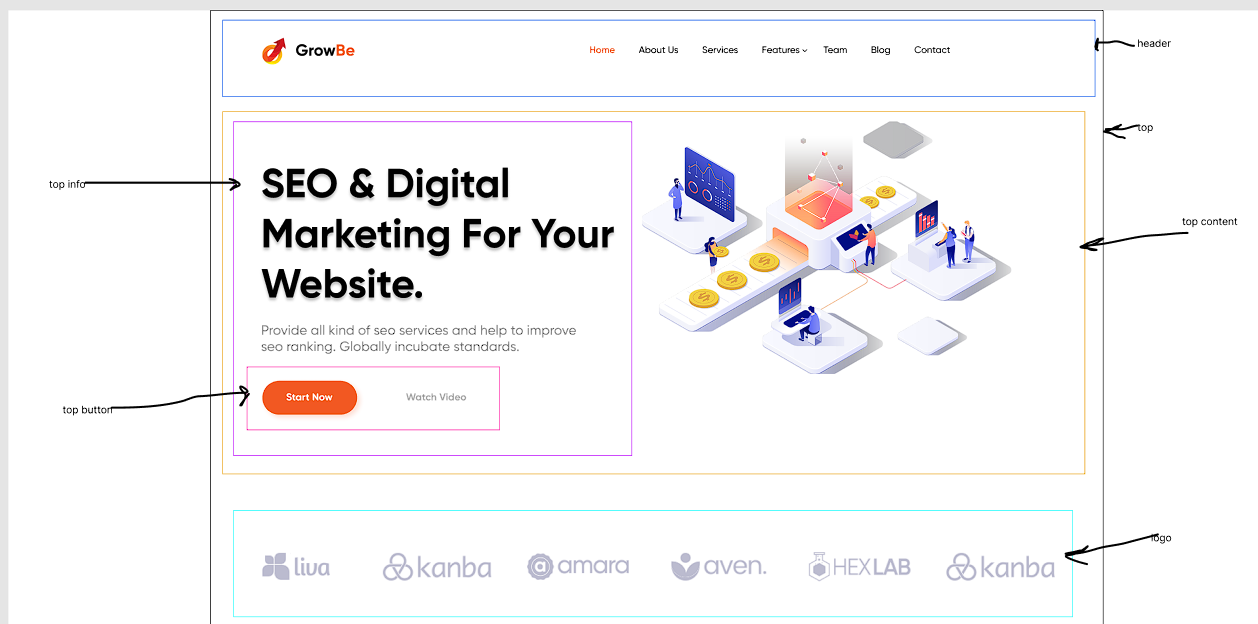 GrowBe
Home About Us Services Features Team Blog Contact
header
top
top info
SEO & Digital
Marketing For Your
Website.
top content
Provide all kind of seo services and help to improve
seo ranking. Globally incubate standards.
top button
Start Now Watch Video
logo
liva kanba amara aven. HEXLAB kanba